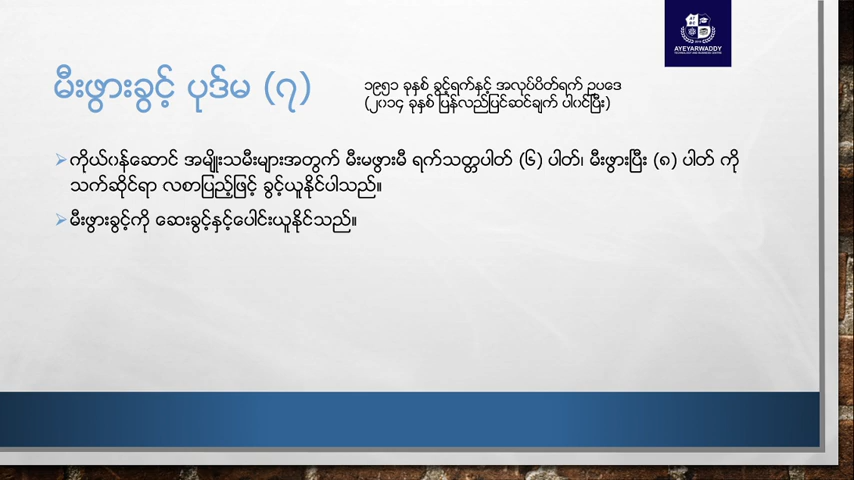 AYEYARWADDY
မီးဖွားခွင့် ပုဒ်မ (၇)
၁၉၅၁ ခုနှစ် ခွင့်ရက်နှင့် အလုပ်ပိတ်ရက် ဥပဒေ
(၂၀၁၄ ခုနှစ် ပြန်လည်ပြင်ဆင်ချက် ပါဝင်ပြီး)
ကိုယ်ဝန်ဆောင် အမျိုးသမီးများအတွက် မီးမဖွားမီ ရက်သတ္တပါတ် (၆) ပါတ်၊ မီးဖွားပြီး (၈) ပါတ် ကို
သက်ဆိုင်ရာ လစာပြည့်ဖြင့် ခွင့်ယူနိုင်ပါသည်။
မီးဖွားခွင့်ကို ဆေးခွင့်နှင့်ပေါင်းယူနိုင်သည်။